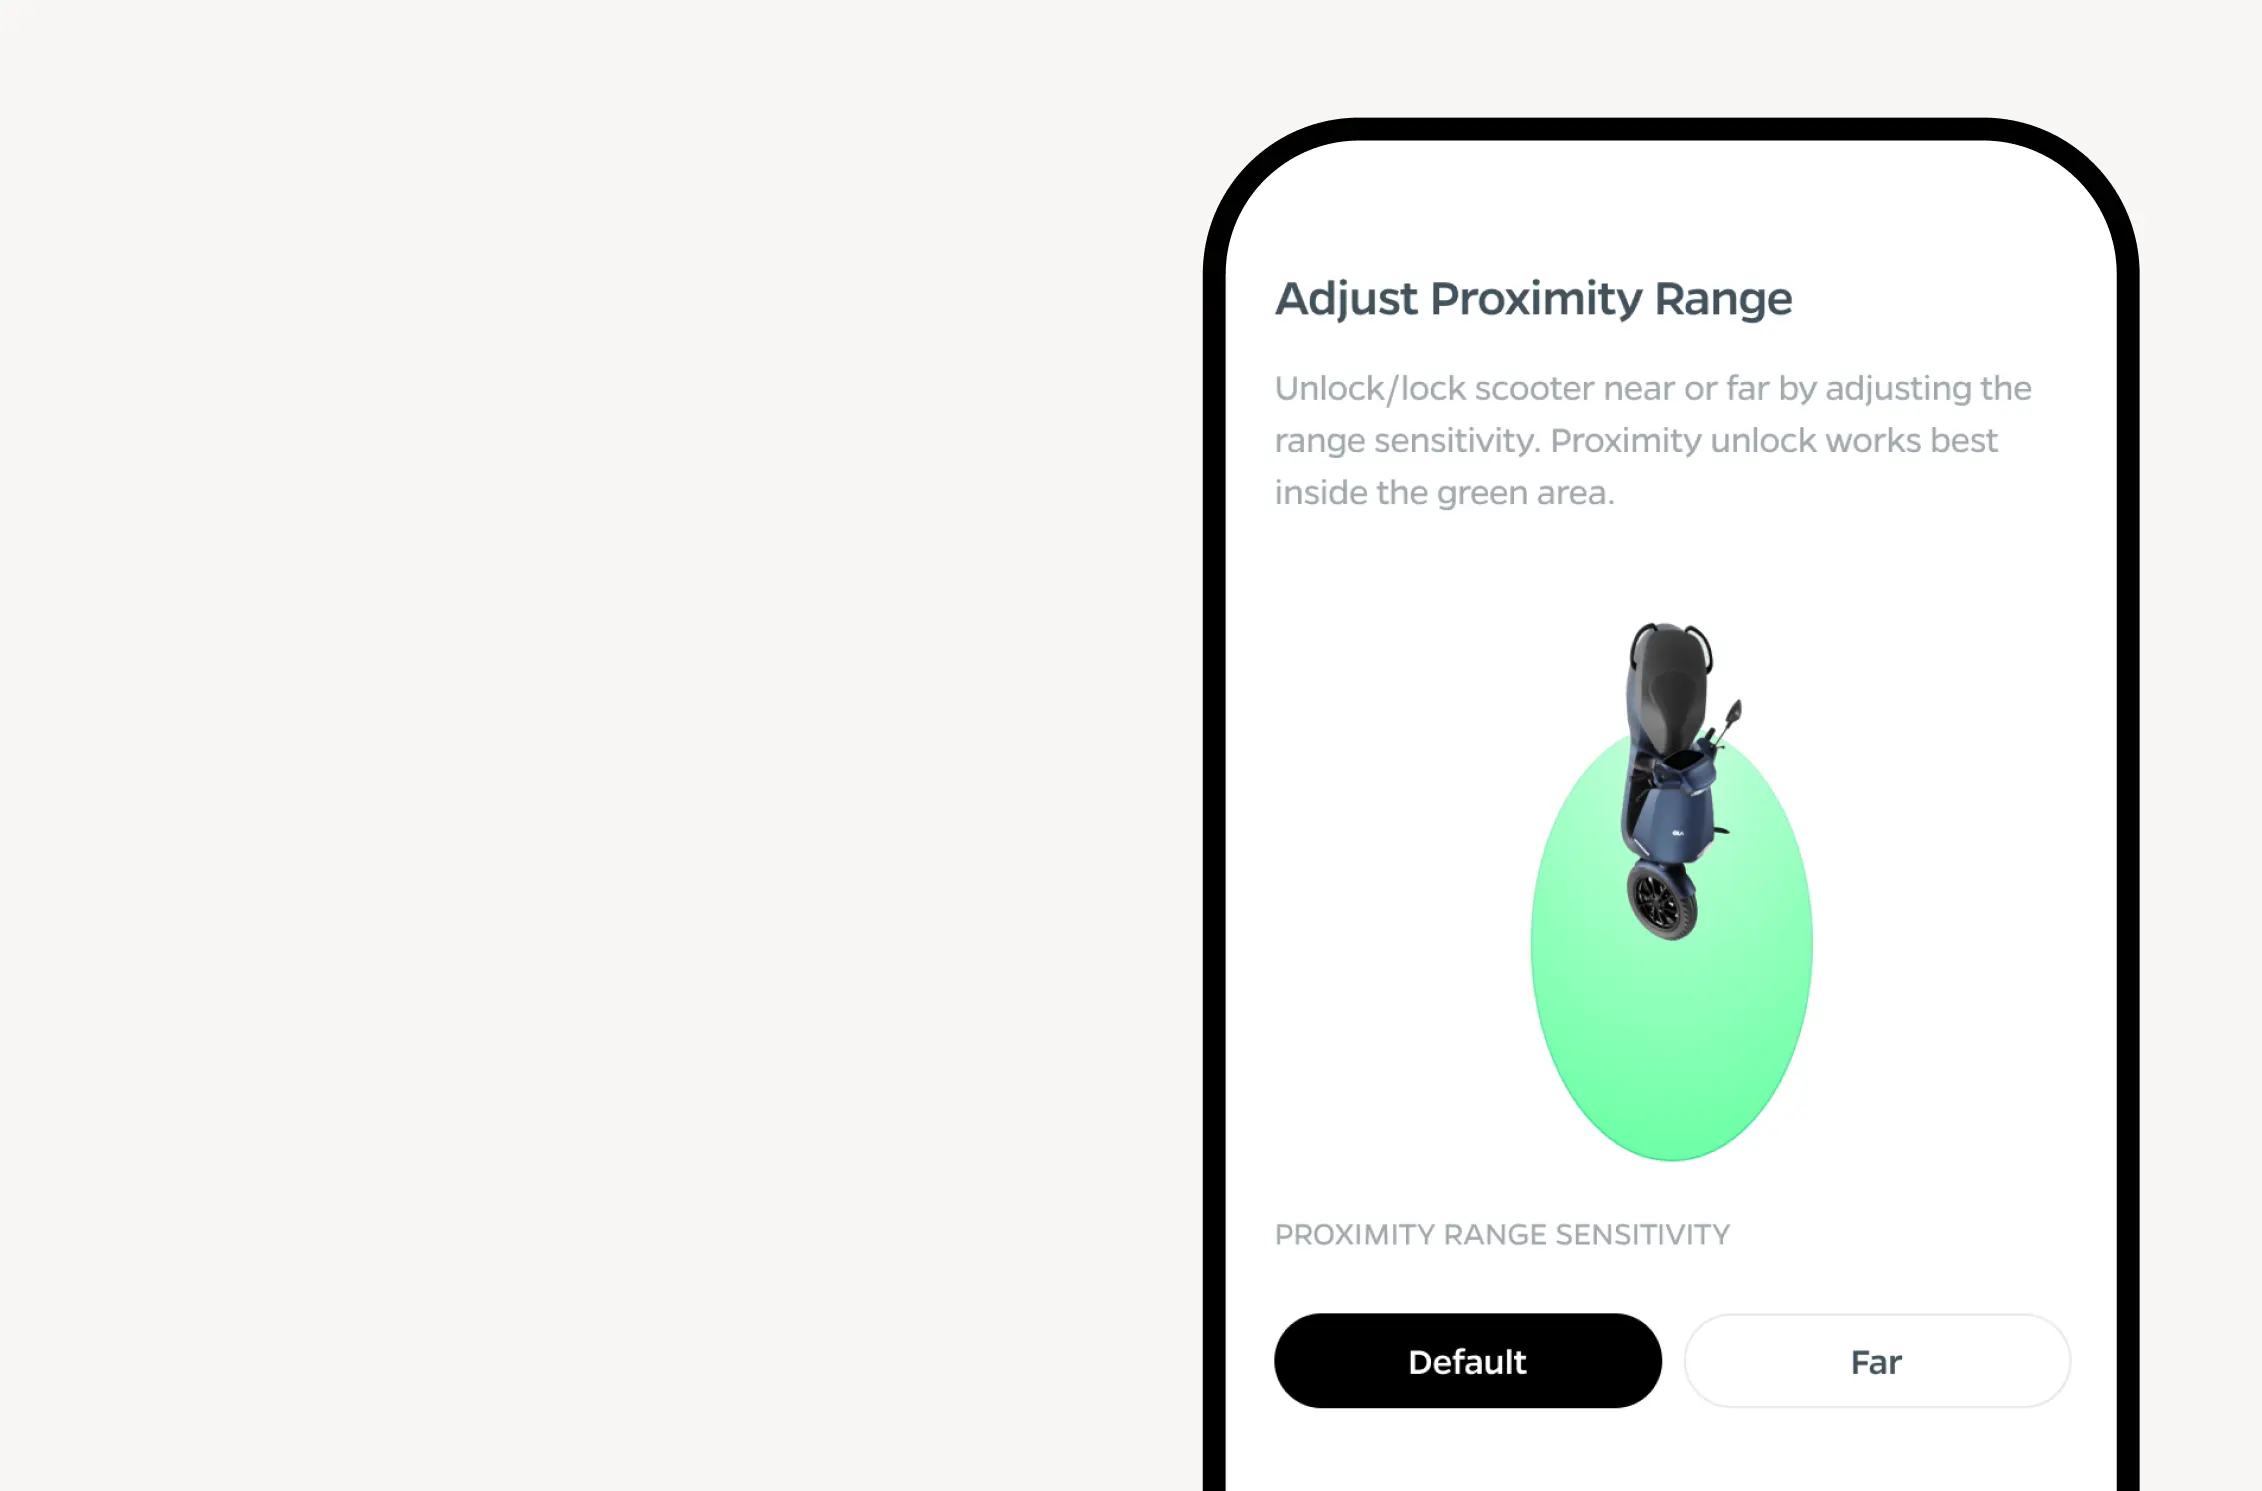 Adjust Proximity Range
Unlock/lock scooter near or far by adjusting the
range sensitivity. Proximity unlock works best
inside the green area.
OLA
PROXIMITY RANGE SENSITIVITY
Default
Far